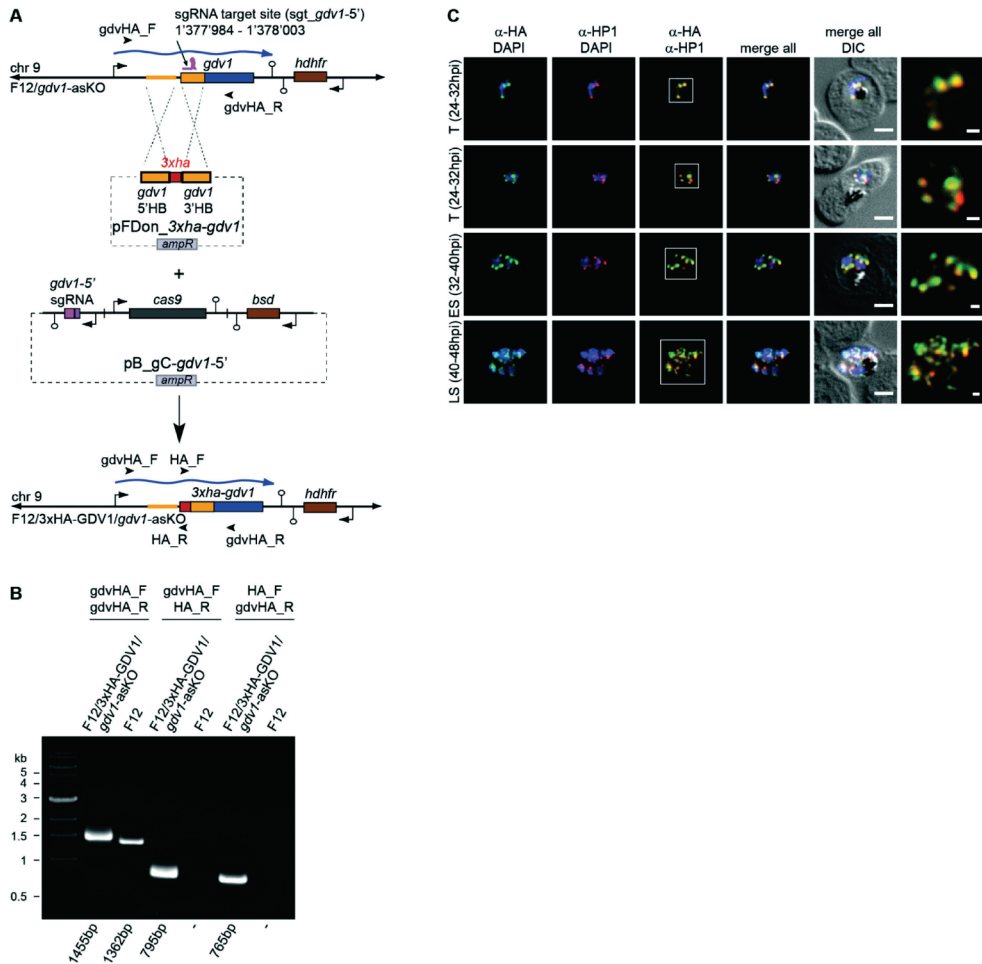 A
sgRNA target site (sgt_gdv1-5')
1'377'984 - 1'378'003
gdvHA_F
gdv1
hdhfr
chr 9
F12/gdv1-asKO
gdvHA_R
3xha
gdv1 gdv1
5'HB 3'HB
pFDon_3xha-gdv1
ampR
+
gdv1-5'
sgRNA
cas9
bsd
pB_gC-gdv1-5'
ampR
gdvHA_F HA_F
3xha-gdv1
hdhfr
chr 9
F12/3xHA-GDV1/gdv1-asKO
HA_R gdvHA_R
B
gdvHA_F gdvHA_F HA_F
gdvHA_R HA_R gdvHA_R
F12/3xHA-GDV1/
gdv1-asKO
F12
F12/3xHA-GDV1/
gdv1-asKO
F12
F12/3xHA-GDV1/
gdv1-asKO
F12
kb
5 -
4 -
3 -
2 -
1.5 -
1 -
0.5 -
1455bp 1362bp 795bp - 765bp -
C
α-HA α-HP1 α-HA merge all merge all
DAPI DAPI α-HP1 DIC
T (24-32hpi)
T (24-32hpi)
ES (32-40hpi)
LS (40-48hpi)